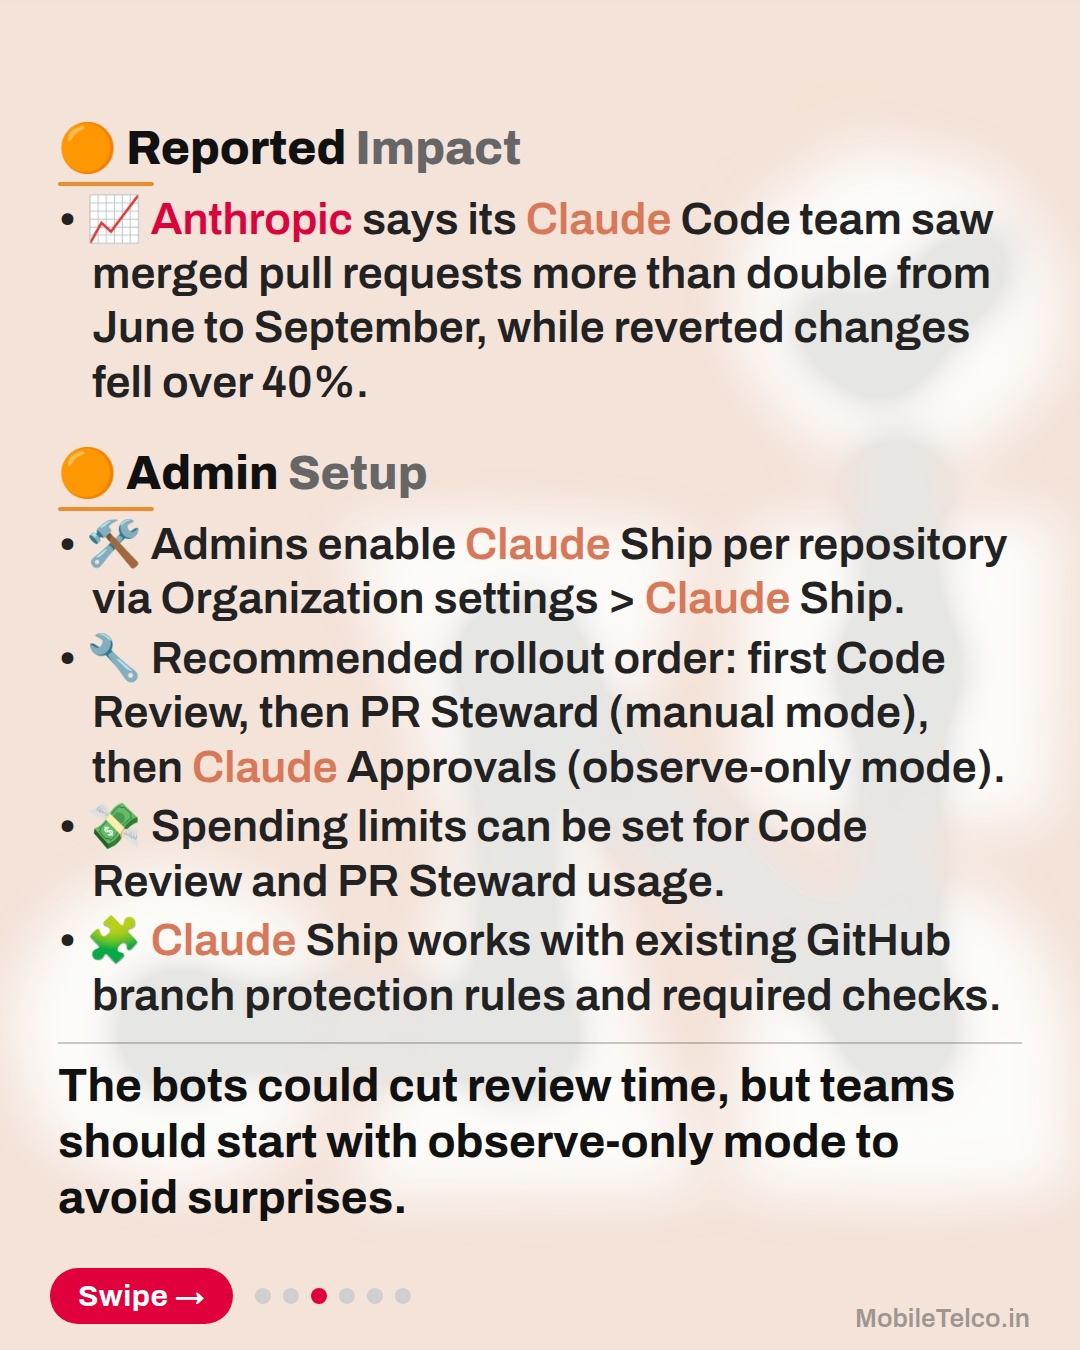 🟠 Reported Impact
• 📈 Anthropic says its Claude Code team saw
merged pull requests more than double from
June to September, while reverted changes
fell over 40%.
🟠 Admin Setup
• 🛠️ Admins enable Claude Ship per repository
via Organization settings > Claude Ship.
• 🔧 Recommended rollout order: first Code
Review, then PR Steward (manual mode),
then Claude Approvals (observe-only mode).
• 💸 Spending limits can be set for Code
Review and PR Steward usage.
• 🧩 Claude Ship works with existing GitHub
branch protection rules and required checks.
The bots could cut review time, but teams
should start with observe-only mode to
avoid surprises.
Swipe →
MobileTelco.in